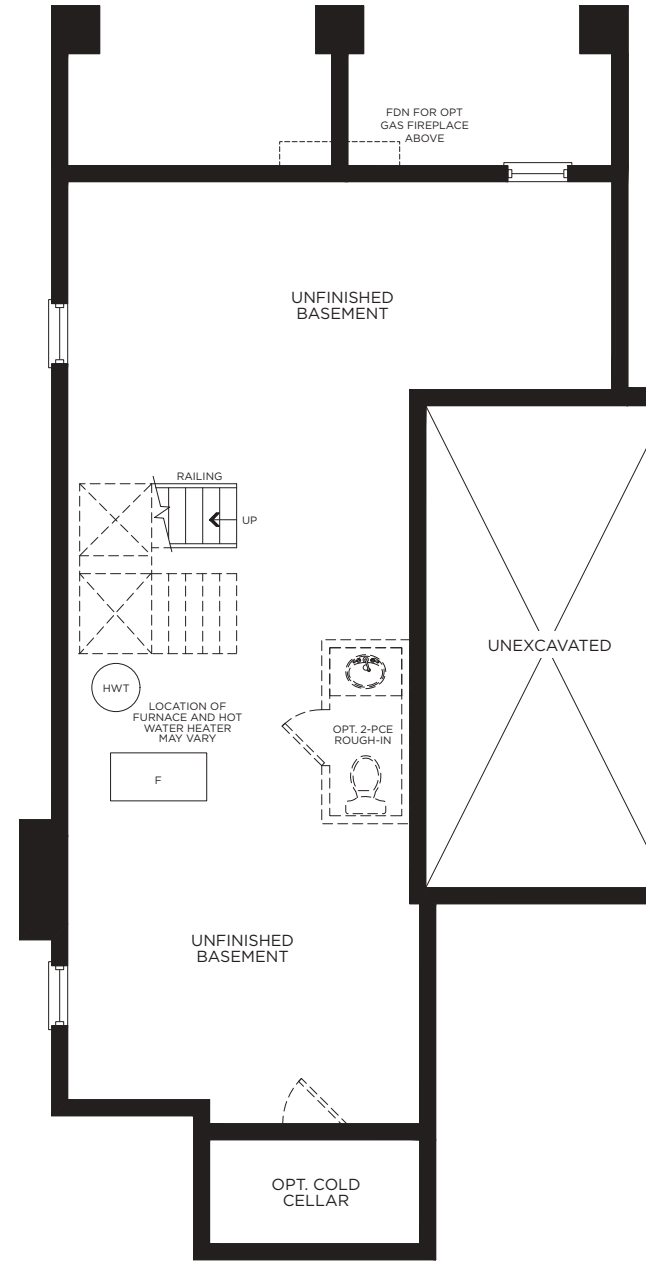 FDN FOR OPT
GAS FIREPLACE
ABOVE
UNFINISHED
BASEMENT
RAILING
UP
UNEXCAVATED
HWT
LOCATION OF
FURNACE AND HOT
WATER HEATER
MAY VARY
OPT. 2-PCE
ROUGH-IN
F
UNFINISHED
BASEMENT
OPT. COLD
CELLAR